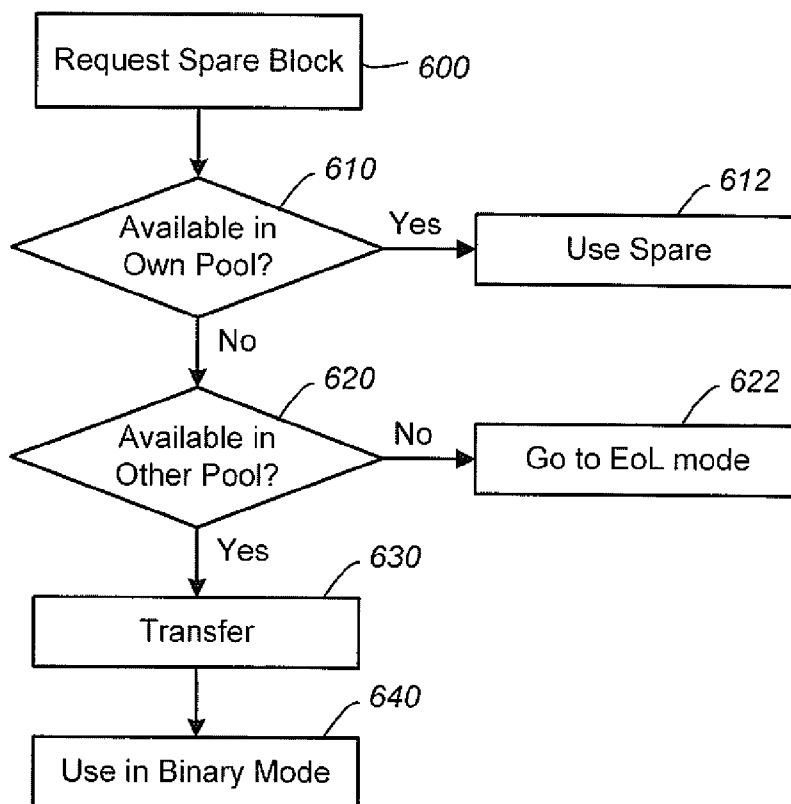 Request Spare Block
600
610
Available in
Own Pool?
Yes
612
Use Spare
No
620
Available in
Other Pool?
No
622
Go to EoL mode
Yes
630
Transfer
640
Use in Binary Mode